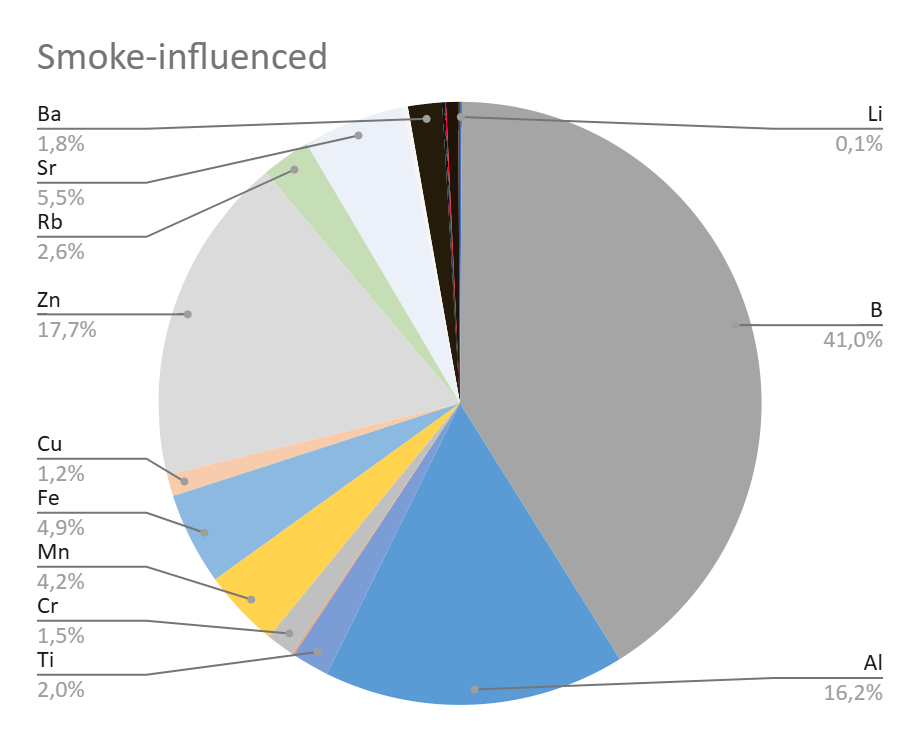 Smoke-influenced
Ba
1,8%
Sr
5,5%
Rb
2,6%
Zn
17,7%
Cu
1,2%
Fe
4,9%
Mn
4,2%
Cr
1,5%
Ti
2,0%
Li
0,1%
B
41,0%
Al
16,2%